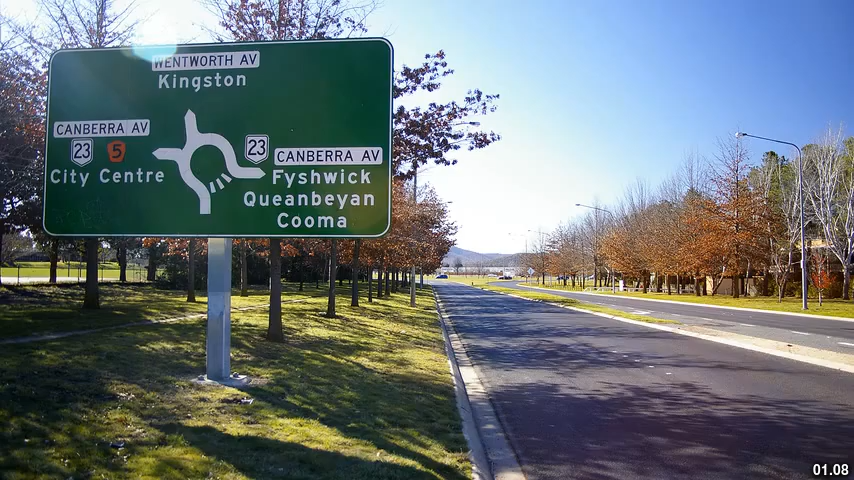 WENTWORTH AV
Kingston
CANBERRA AV
23 5
City Centre
23
CANBERRA AV
Fyshwick
Queanbeyan
Cooma
01.08